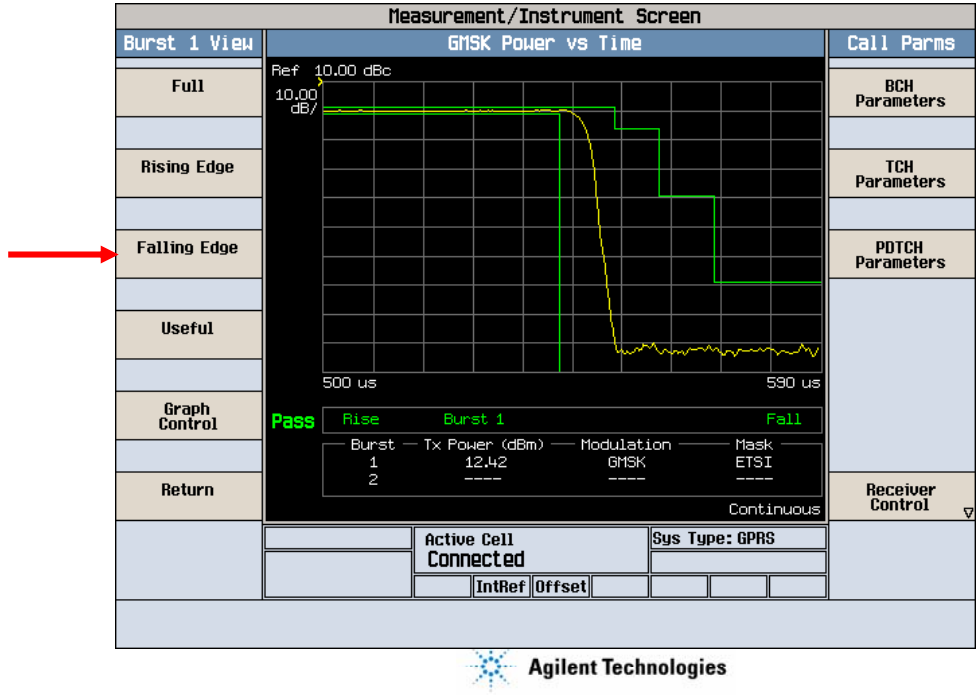 Measurement/Instrument Screen
Burst 1 View
GMSK Power vs Time
Call Parms
Full
Rising Edge
Falling Edge
Useful
Graph
Control
Return
Ref 10.00 dBc
10.00
dB/
500 us
590 us
Pass
Rise
Burst 1
Fall
Burst Tx Power (dBm) Modulation Mask
1 12.42 GMSK ETSI
2 ---- ---- ----
Continuous
BCH
Parameters
TCH
Parameters
PDTCH
Parameters
Receiver
Control
Active Cell
Connected
Sys Type: GPRS
IntRef
Offset
Agilent Technologies